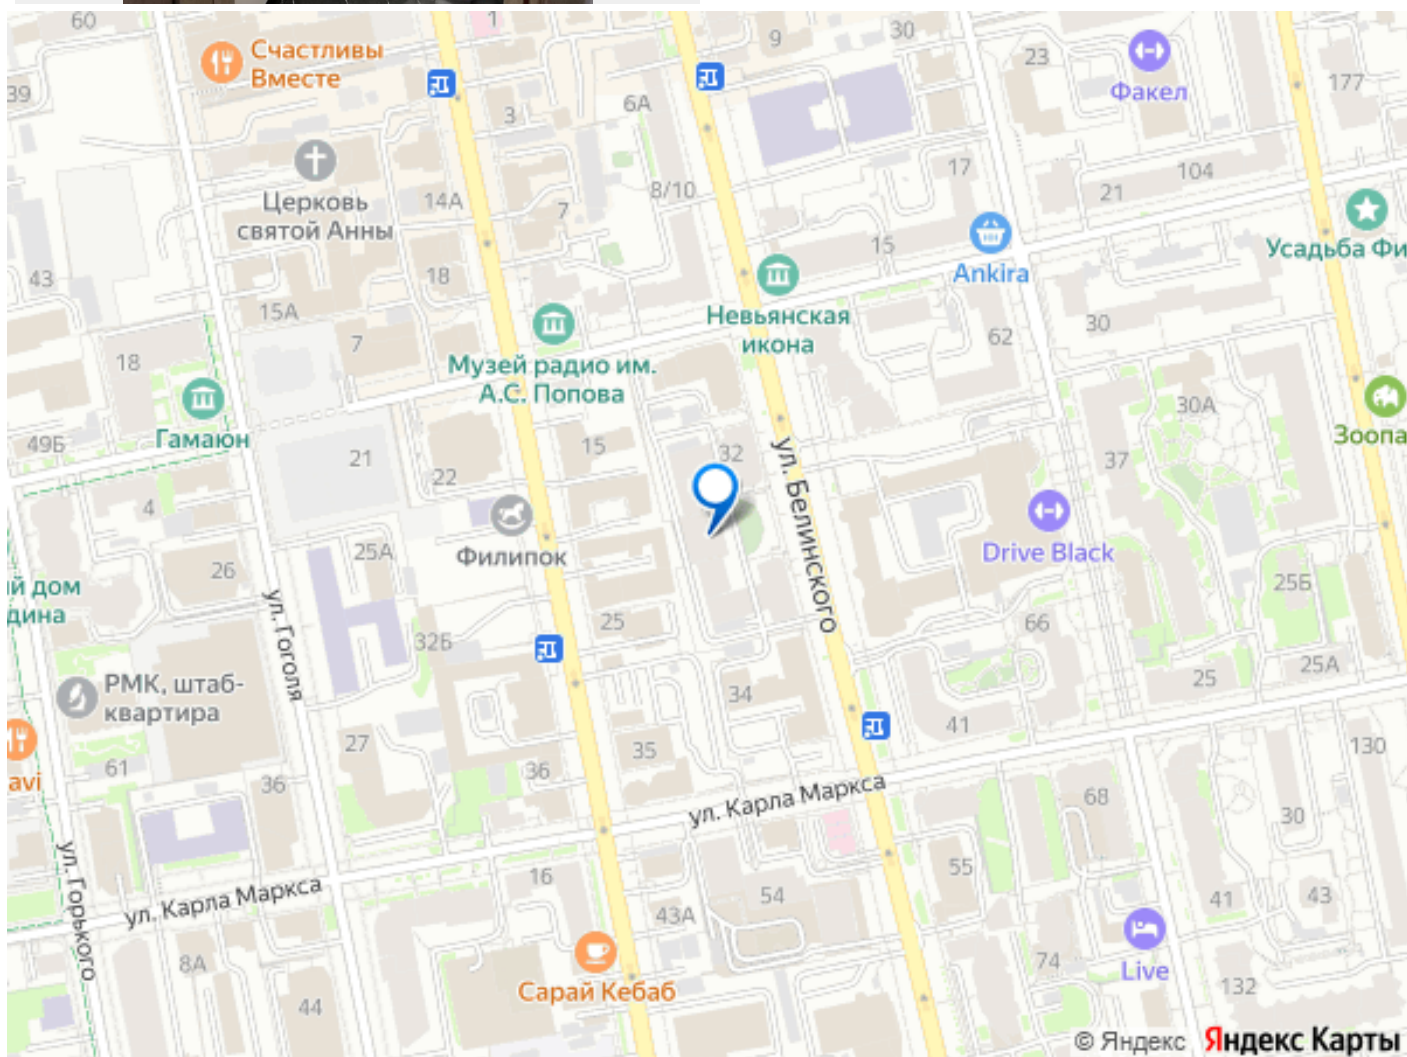 60
1
9
30
23
Счастливы
Вместе
Факел
177
39
3
6А
17
104
21
8/10
Церковь
святой Анны
14А
7
15
Усадьба Фи
43
18
Ankira
15А
Невьянская
икона
30
62
7
18
Музей радио им.
А.С. Попова
30А
Гамаюн
49Б
21
15
32
37
Зоопа
22
4
ул. Белинского
25А
Филипок
Drive Black
26
й дом
дина
25Б
ул. Гоголя
32Б
25
66
РМК, штаб-
квартира
34
25
25А
41
27
35
130
avi
61
36
36
ул. Карла Маркса
68
30
ул. Горького
ул. Карла Маркса
16
55
54
43А
41
43
8А
74
Live
Сарай Кебаб
132
44
© Яндекс Яндекс Карты